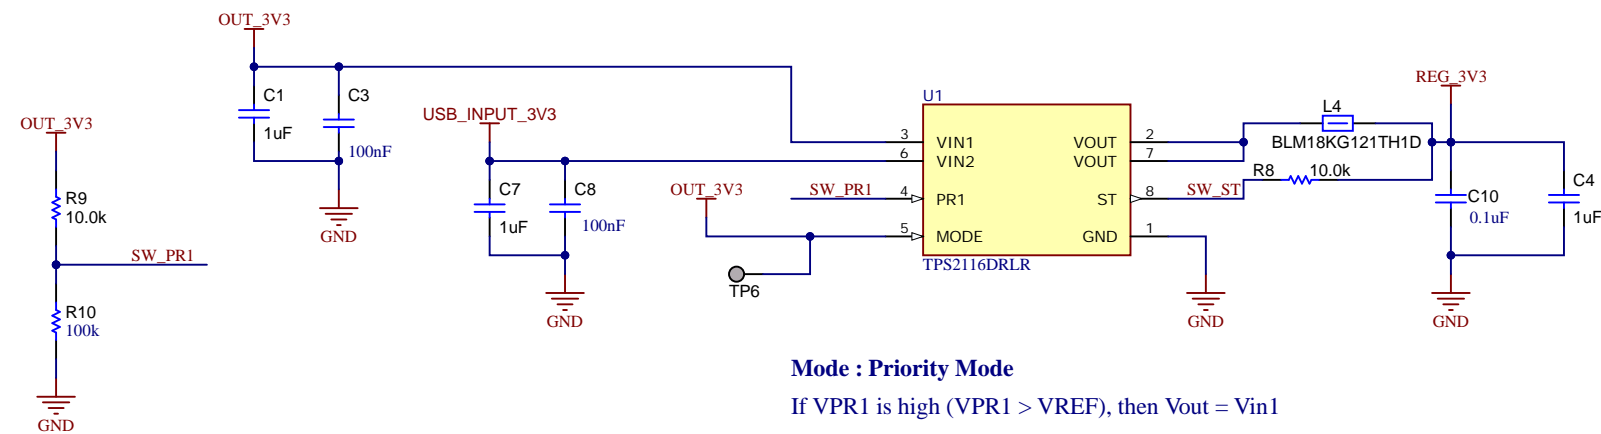 OUT_3V3
R9
10.0k
SW_PR1
R10
100k
GND
OUT_3V3
C1
1uF
C3
100nF
GND
USB_INPUT_3V3
C7
1uF
C8
100nF
GND
OUT_3V3
SW_PR1
TP6
U1
3 VIN1 VOUT 2
6 VIN2 VOUT 7
4 PR1 ST 8
5 MODE GND 1
TPS2116DRLR
L4
BLM18KG121TH1D
R8 10.0k
SW_ST
GND
REG_3V3
C10
0.1uF
C4
1uF
GND
Mode : Priority Mode
If VPR1 is high (VPR1 > VREF), then Vout = Vin1